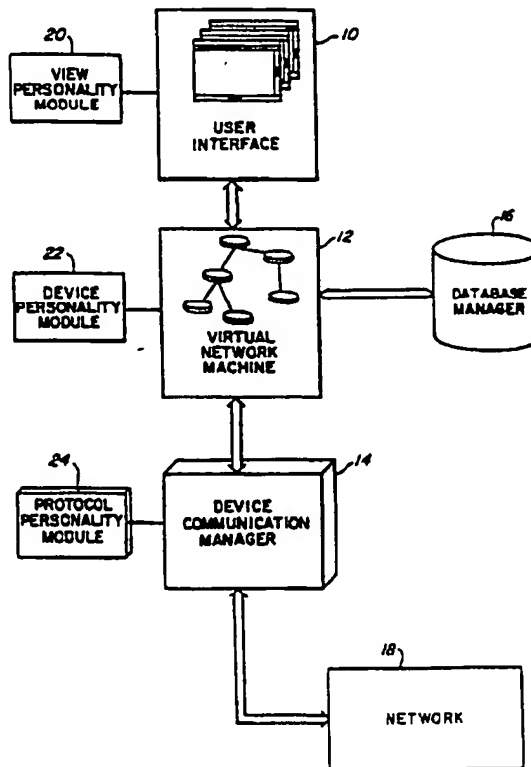 20
VIEW
PERSONALITY
MODULE
10
USER
INTERFACE
22
DEVICE
PERSONALITY
MODULE
12
VIRTUAL
NETWORK
MACHINE
16
DATABASE
MANAGER
24
PROTOCOL
PERSONALITY
MODULE
14
DEVICE
COMMUNICATION
MANAGER
18
NETWORK